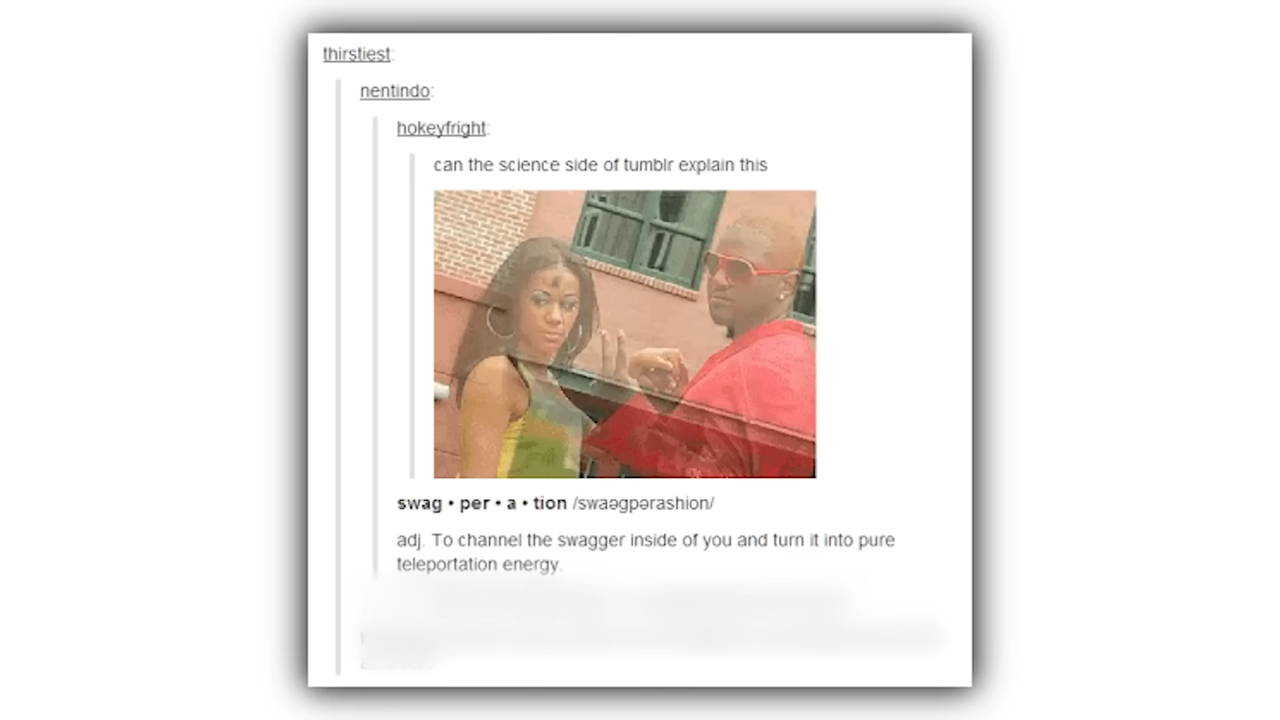 thirstiest:
nentindo:
hokeyfright:
can the science side of tumblr explain this
swag • per • a • tion /swaəgpərashion/
adj. To channel the swagger inside of you and turn it into pure
teleportation energy.